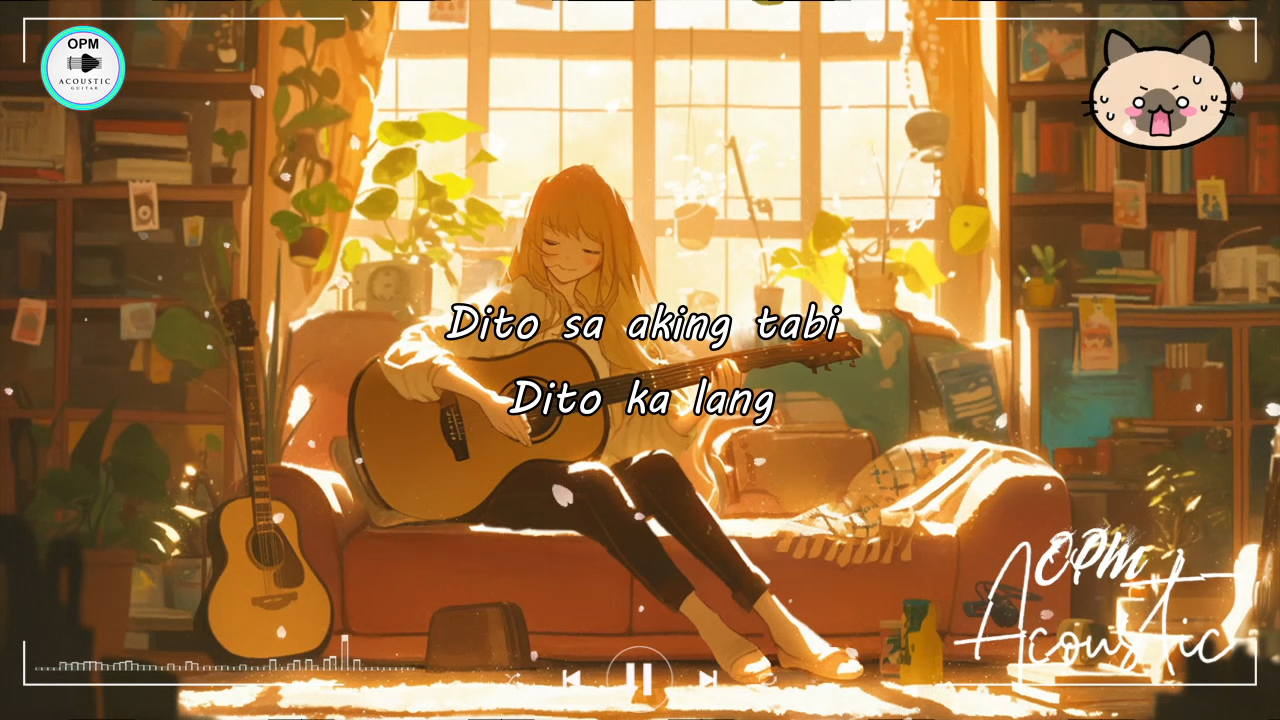 OPM
ACOUSTIC
GUITAR
Dito sa aking tabi
Dito ka lang
OPM
Acoustic